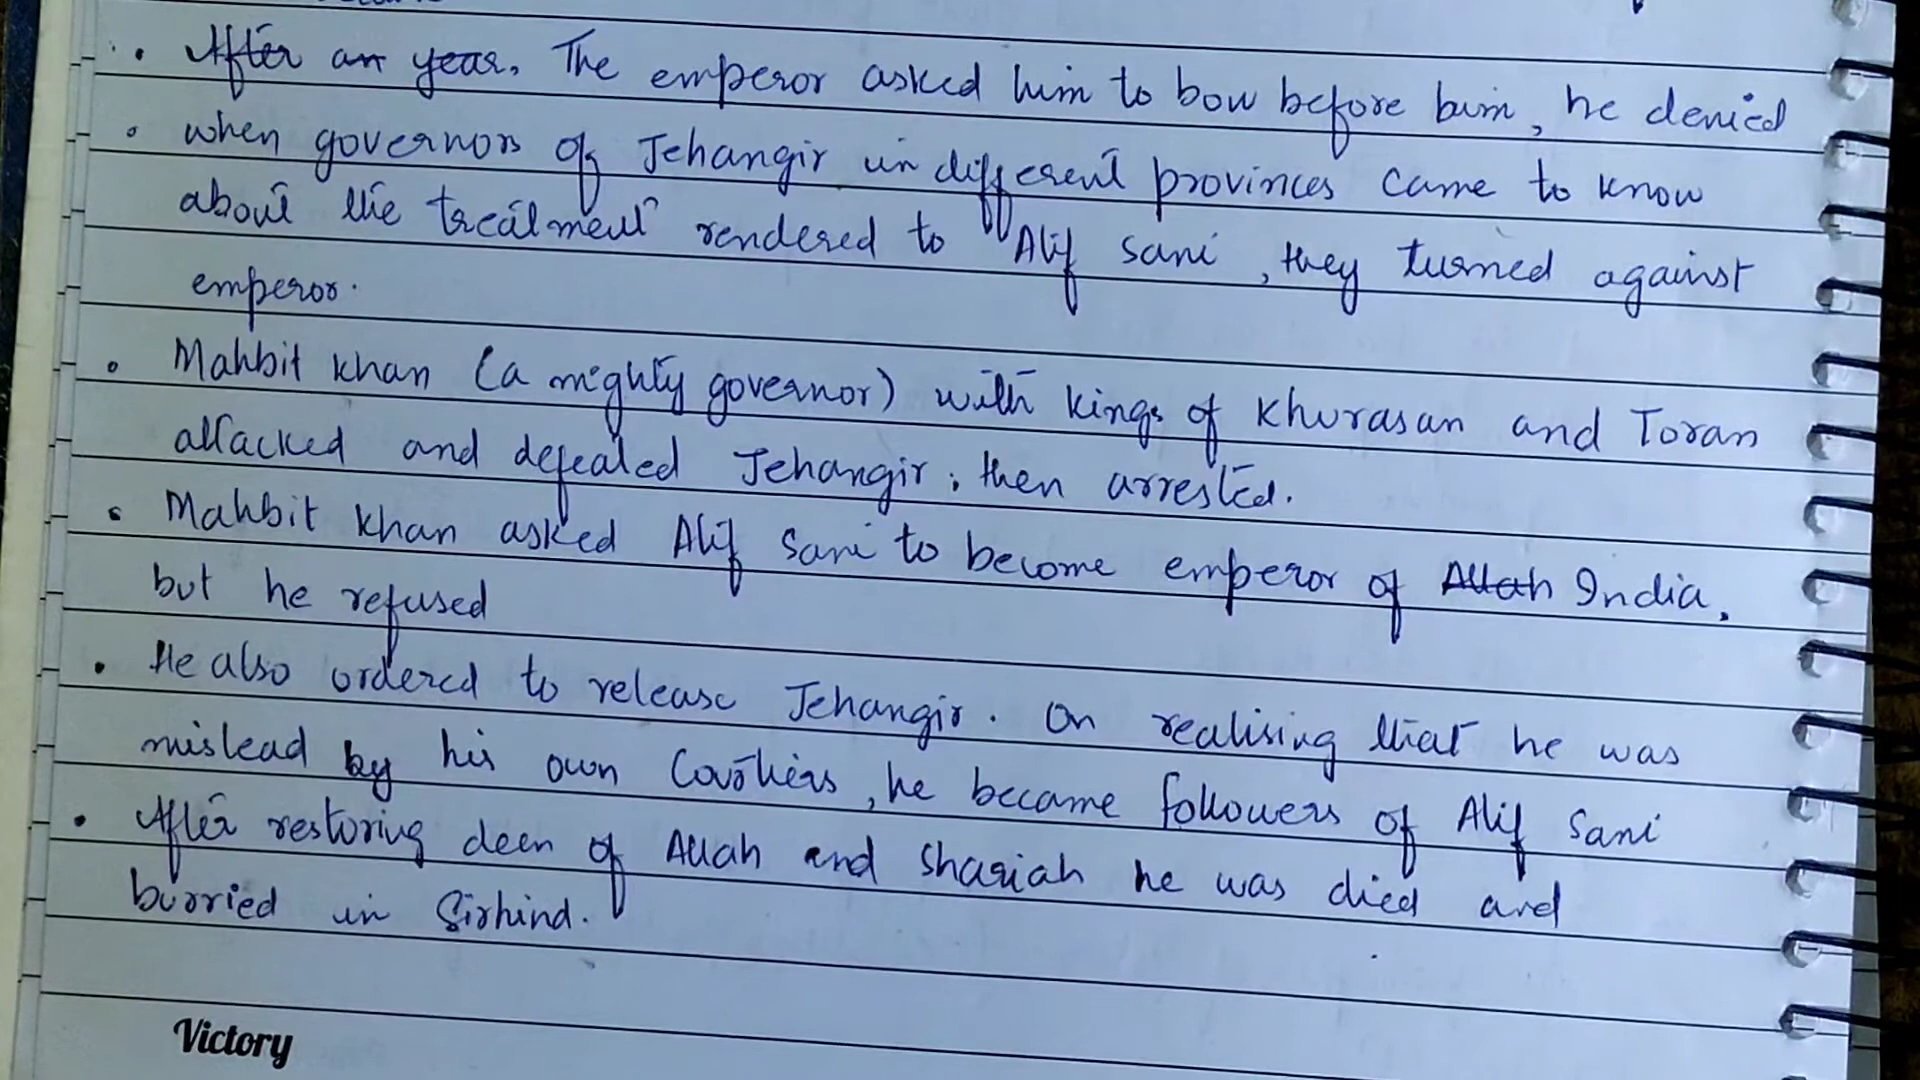 • ~~After an year.~~ The emperor asked him to bow before him, he denied
• when governors of Jehangir in different provinces came to know
about the treatment rendered to Alif sani, they turned against
emperor.
• Mahbit khan (a mighty governor) with kings of Khurasan and Toran
attacked and defeated Jehangir; then arrested.
• Mahbit khan asked Alif Sani to become emperor of ~~Allah~~ India,
but he refused
• He also ordered to release Jehangir. On realising that he was
mislead by his own Courtiers, he became followers of Alif Sani
• After restoring deen of Allah and shariah he was died and
burried in Sirhind.
Victory